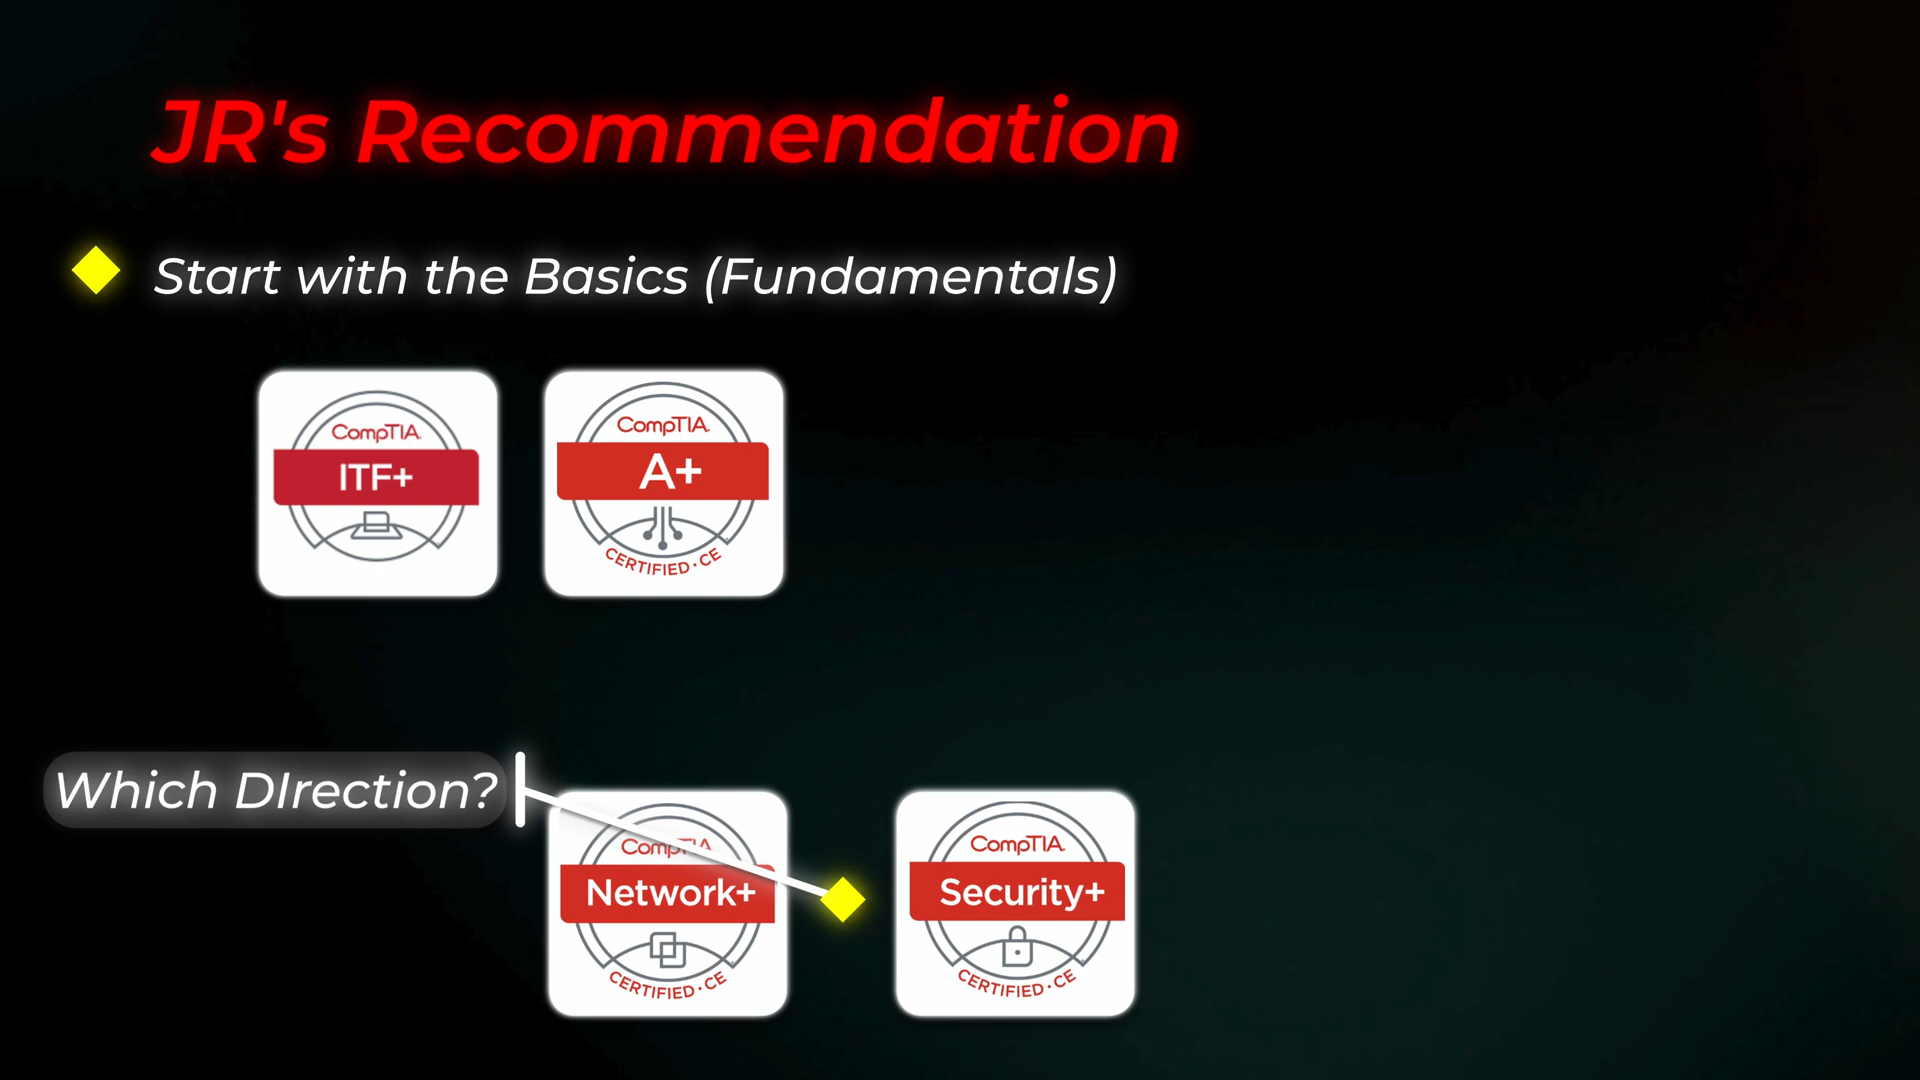 JR's Recommendation
Start with the Basics (Fundamentals)
CompTIA.
ITF+
CompTIA.
A+
CERTIFIED • CE
Which DIrection?
CompTIA
Network+
CERTIFIED • CE
CompTIA.
Security+
CERTIFIED • CE